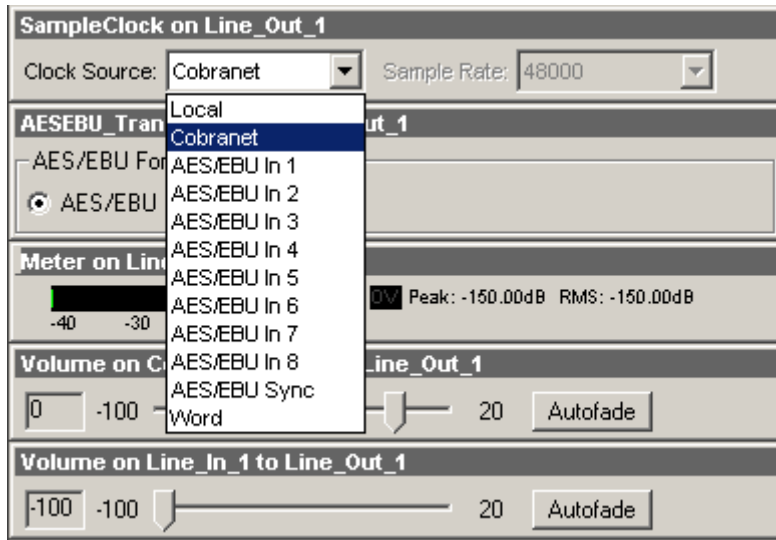 SampleClock on Line_Out_1
Clock Source: Cobranet Sample Rate: 48000
Local
Cobranet
AES/EBU In 1
AES/EBU In 2
AES/EBU In 3
AES/EBU In 4
AES/EBU In 5
AES/EBU In 6
AES/EBU In 7
AES/EBU In 8
AES/EBU Sync
Word
AESEBU_Tran ut_1
AES/EBU For
AES/EBU
Meter on Line
-40 -30 Peak: -150.00dB RMS: -150.00dB
Volume on C Line_Out_1
0 -100 20 Autofade
Volume on Line_In_1 to Line_Out_1
-100 -100 20 Autofade